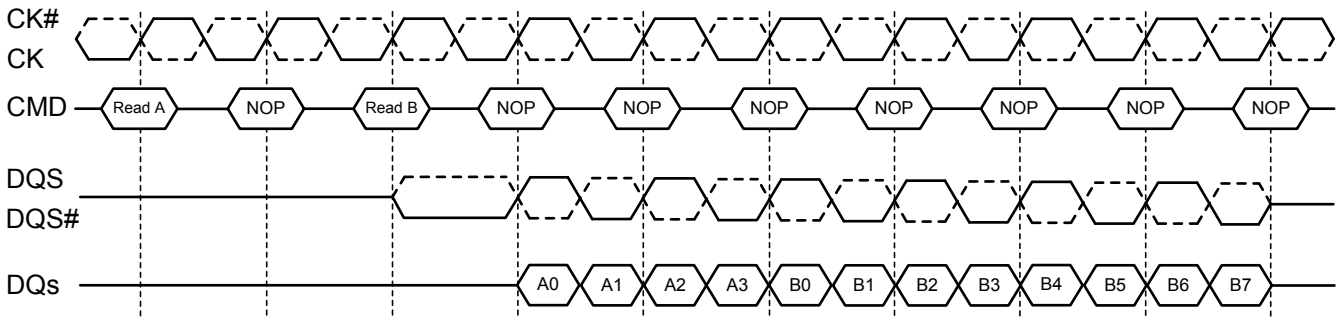 CK#
CK
CMD Read A NOP Read B NOP NOP NOP NOP NOP NOP NOP
DQS
DQS#
DQs A0 A1 A2 A3 B0 B1 B2 B3 B4 B5 B6 B7